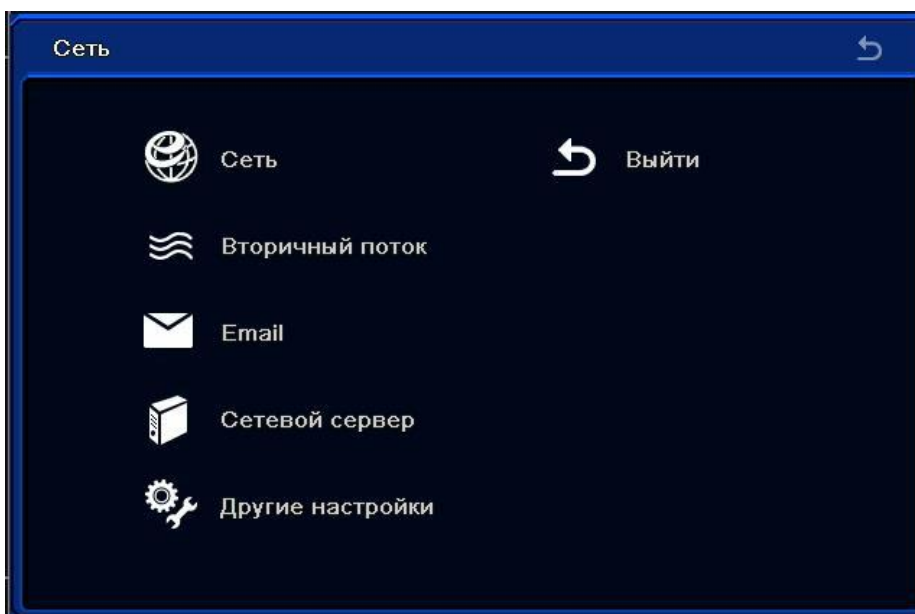 Сеть
Сеть
Выйти
Вторичный поток
Email
Сетевой сервер
Другие настройки